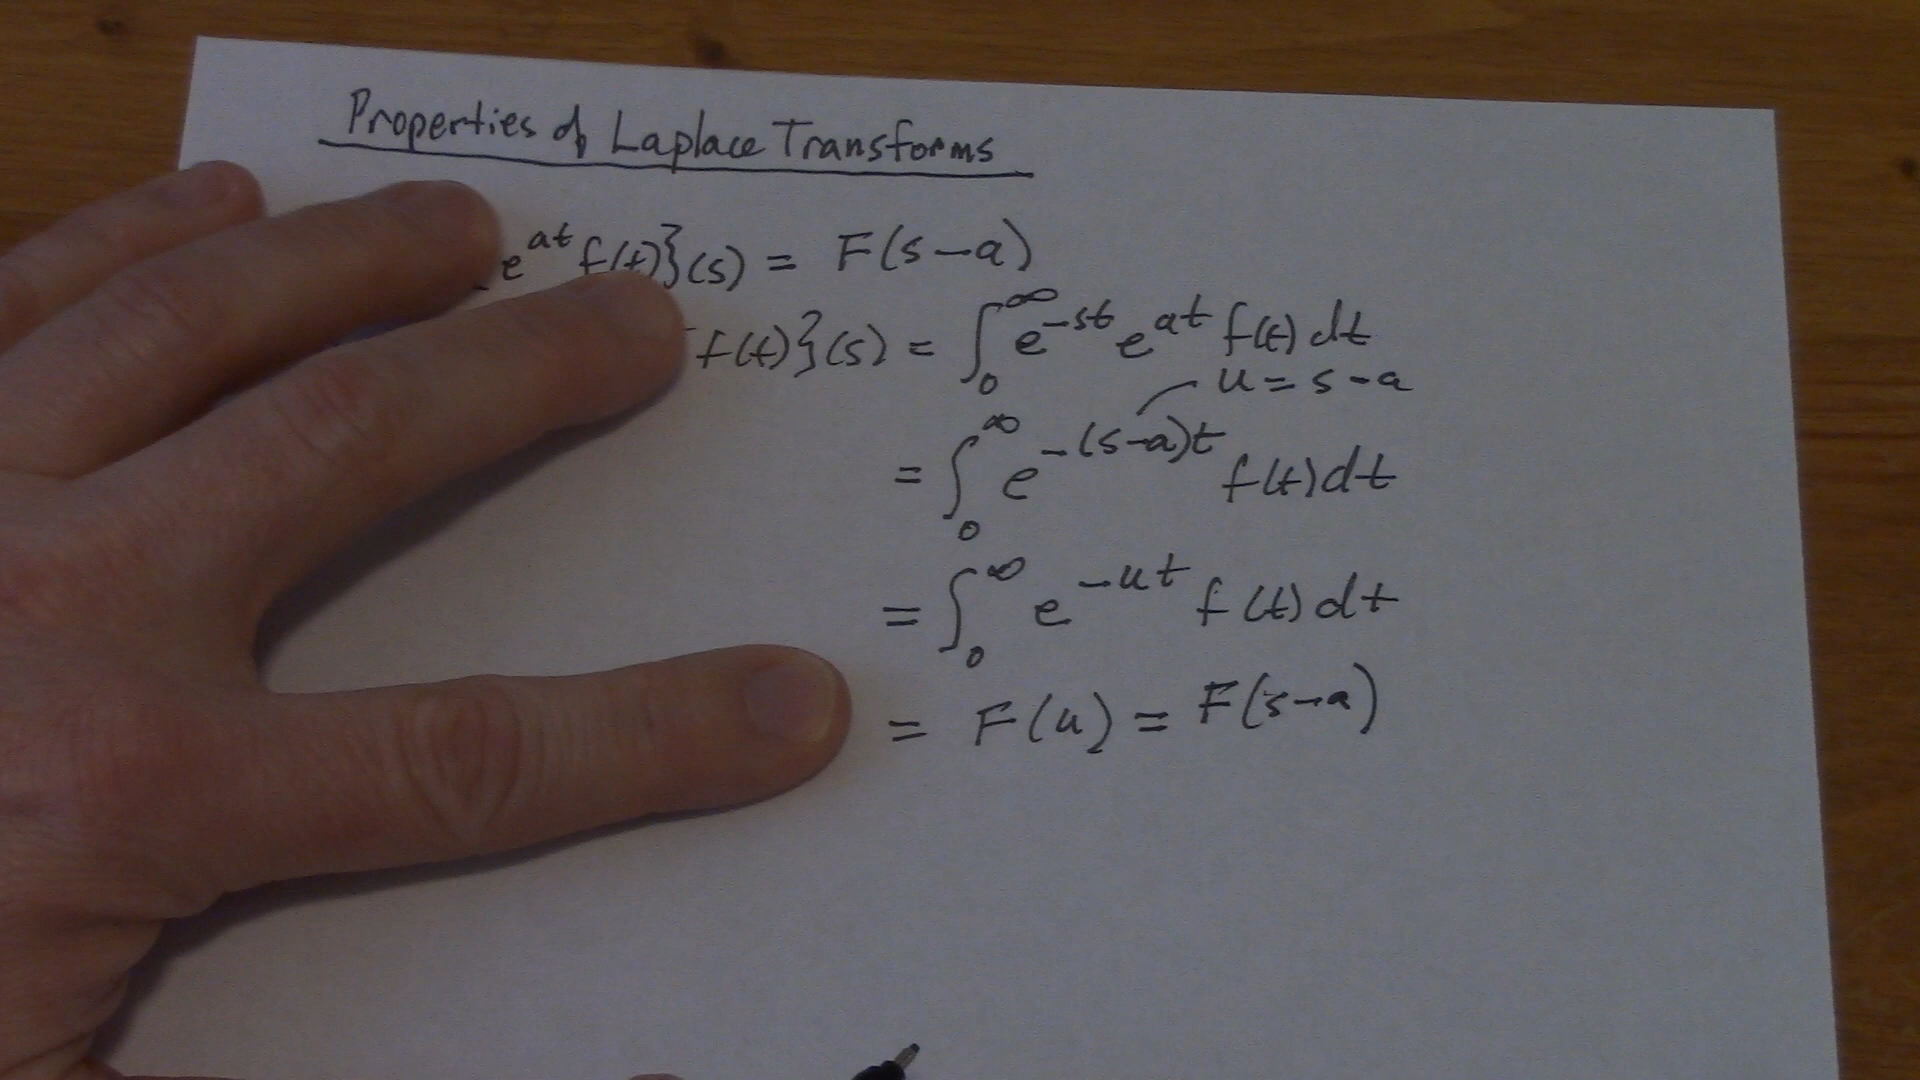 Properties of Laplace Transforms
e^{at} f(t)}(s) = F(s-a)
f(t)}(s) = ∫_0^∞ e^{-st} e^{at} f(t) dt
u = s-a
= ∫_0^∞ e^{-(s-a)t} f(t) dt
= ∫_0^∞ e^{-ut} f(t) dt
= F(u) = F(s-a)